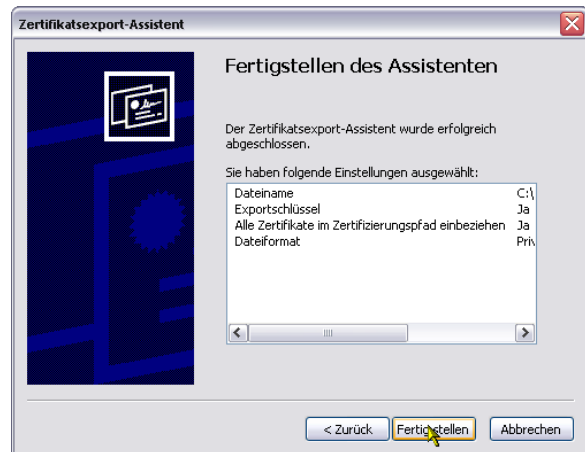 Zertifikatsexport-Assistent
Fertigstellen des Assistenten
Der Zertifikatsexport-Assistent wurde erfolgreich
abgeschlossen.
Sie haben folgende Einstellungen ausgewählt:
Dateiname C:\
Exportschlüssel Ja
Alle Zertifikate im Zertifizierungspfad einbeziehen Ja
Dateiformat Priv
< Zurück Fertigstellen Abbrechen